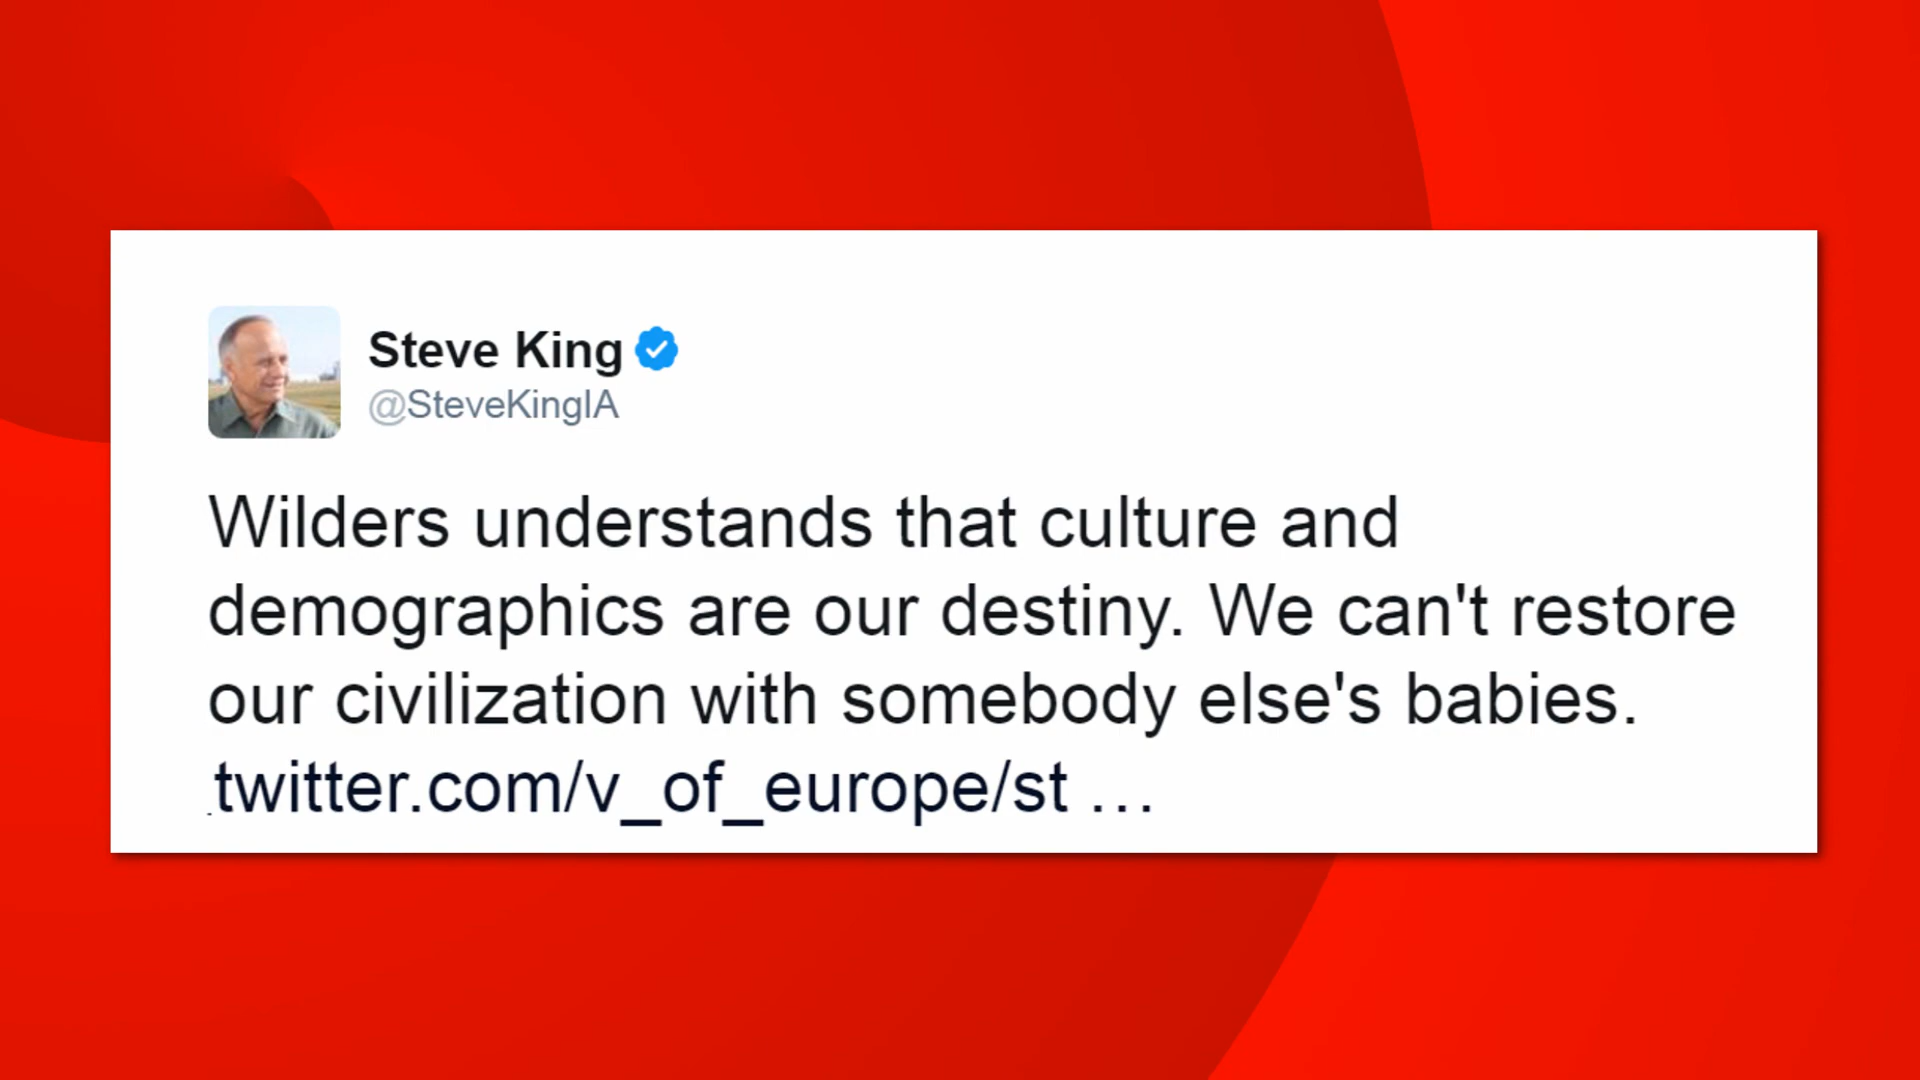 Steve King
@SteveKingIA
Wilders understands that culture and
demographics are our destiny. We can't restore
our civilization with somebody else's babies.
twitter.com/v_of_europe/st …